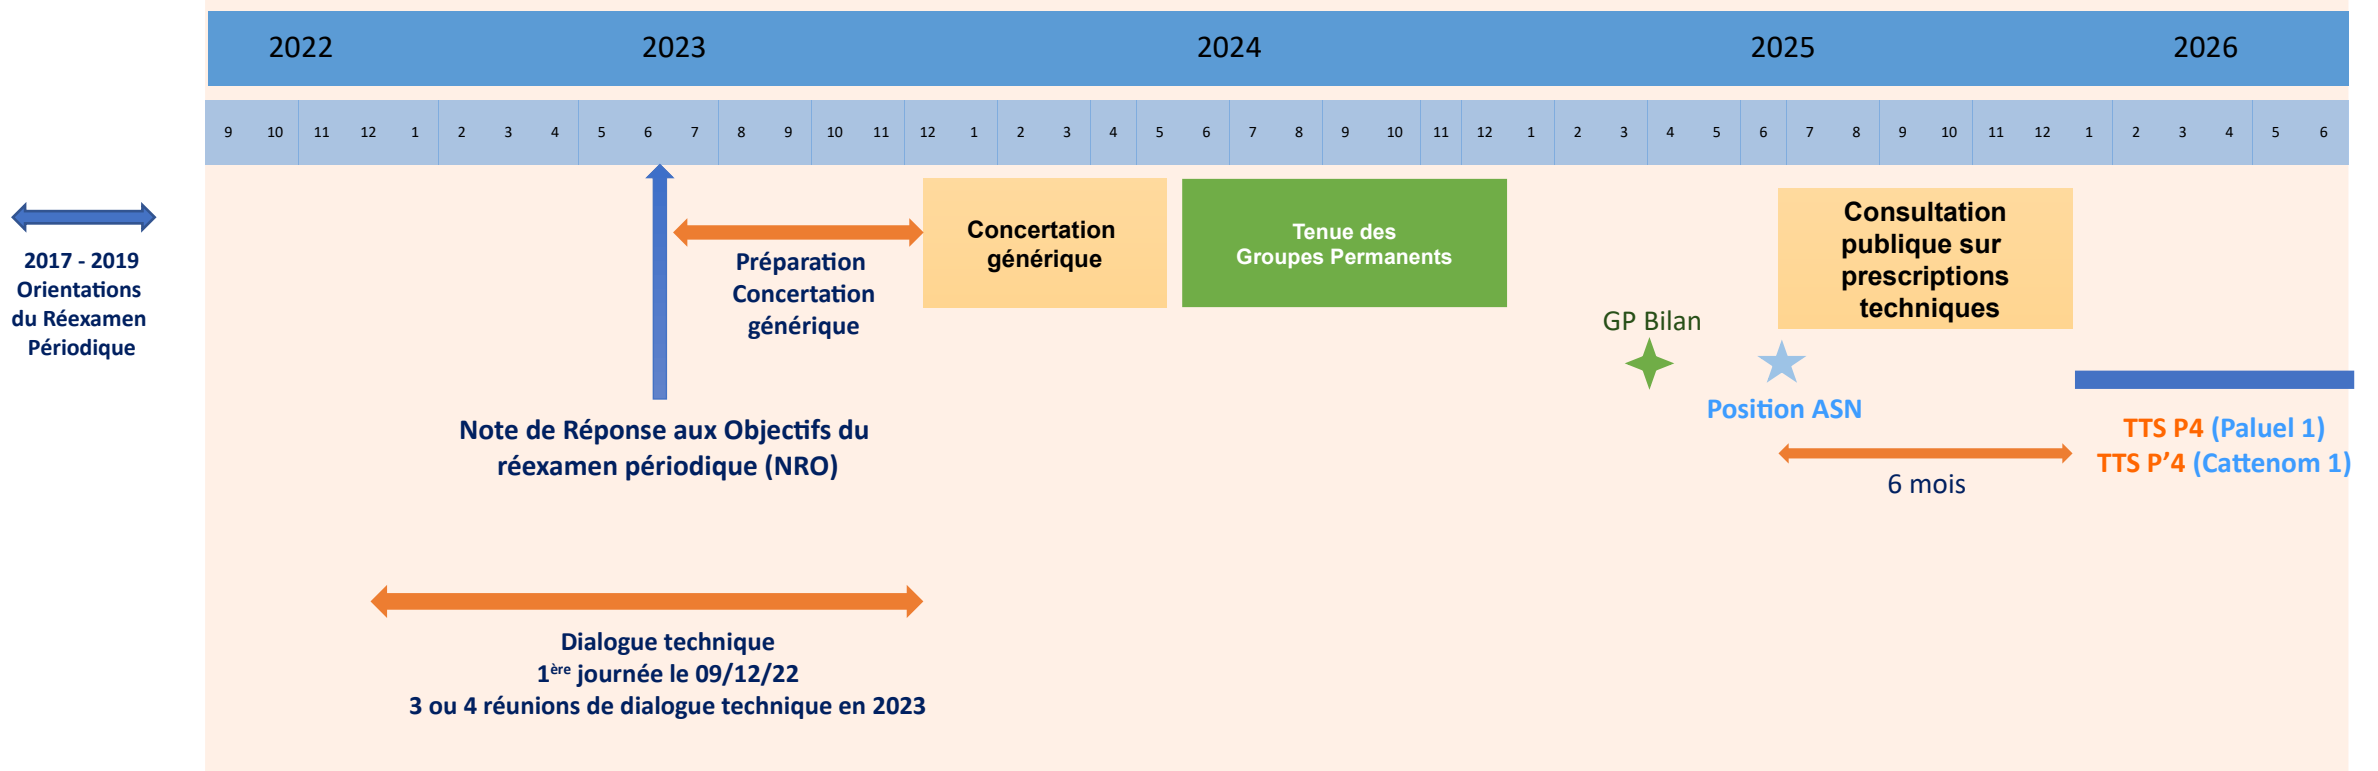 2022 2023 2024 2025 2026
9 10 11 12 1 2 3 4 5 6 7 8 9 10 11 12 1 2 3 4 5 6 7 8 9 10 11 12 1 2 3 4 5 6 7 8 9 10 11 12 1 2 3 4 5 6
2017 - 2019
Orientations
du Réexamen
Périodique
Préparation
Concertation
générique
Concertation
générique
Tenue des
Groupes Permanents
Consultation
publique sur
prescriptions
techniques
GP Bilan
Position ASN
6 mois
TTS P4 (Paluel 1)
TTS P’4 (Cattenom 1)
Note de Réponse aux Objectifs du
réexamen périodique (NRO)
Dialogue technique
1ère journée le 09/12/22
3 ou 4 réunions de dialogue technique en 2023